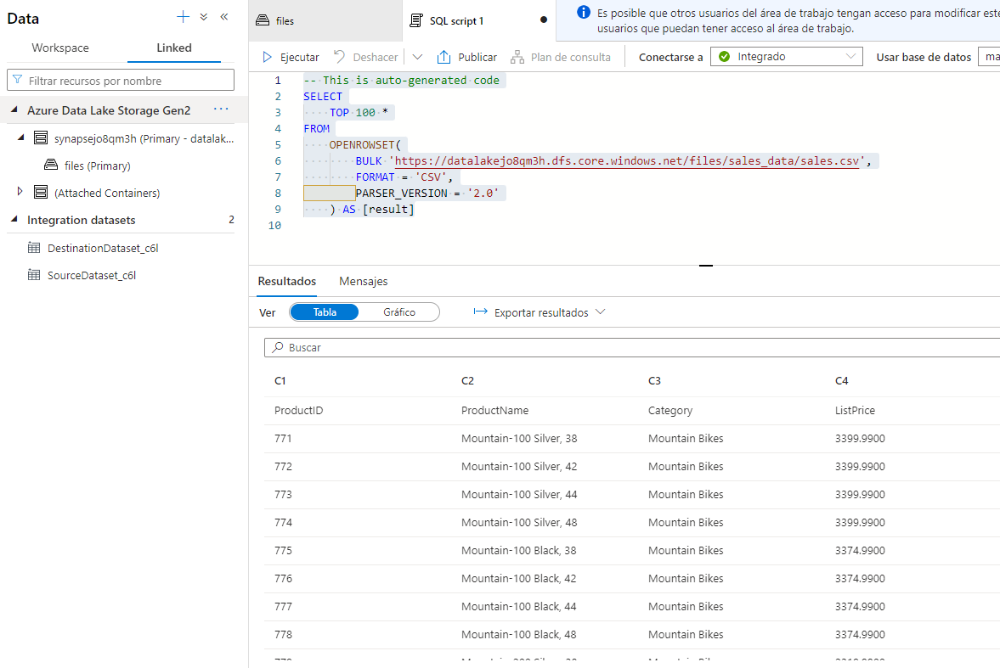 Data
Workspace
Linked
Filtrar recursos por nombre
Azure Data Lake Storage Gen2
synapsejo8qm3h (Primary - datalak...
files (Primary)
(Attached Containers)
Integration datasets 2
DestinationDataset_c6l
SourceDataset_c6l
files
SQL script 1
Es posible que otros usuarios del área de trabajo tengan acceso para modificar este
usuarios que puedan tener acceso al área de trabajo.
Ejecutar Deshacer Publicar Plan de consulta Conectarse a Integrado Usar base de datos ma
1 -- This is auto-generated code
2 SELECT
3 TOP 100 *
4 FROM
5 OPENROWSET(
6 BULK 'https://datalakejo8qm3h.dfs.core.windows.net/files/sales_data/sales.csv',
7 FORMAT = 'CSV',
8 PARSER_VERSION = '2.0'
9 ) AS [result]
10
Resultados Mensajes
Ver Tabla Gráfico Exportar resultados
Buscar
C1 C2 C3 C4
ProductID ProductName Category ListPrice
771 Mountain-100 Silver, 38 Mountain Bikes 3399.9900
772 Mountain-100 Silver, 42 Mountain Bikes 3399.9900
773 Mountain-100 Silver, 44 Mountain Bikes 3399.9900
774 Mountain-100 Silver, 48 Mountain Bikes 3399.9900
775 Mountain-100 Black, 38 Mountain Bikes 3374.9900
776 Mountain-100 Black, 42 Mountain Bikes 3374.9900
777 Mountain-100 Black, 44 Mountain Bikes 3374.9900
778 Mountain-100 Black, 48 Mountain Bikes 3374.9900